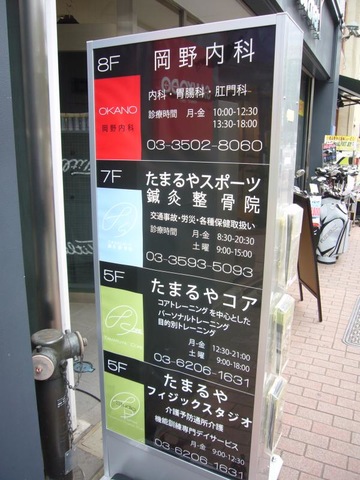 8F
岡野内科
OKANO
岡野内科
内科・胃腸科・肛門科
診療時間 月-金 10:00-12:30
13:30-18:00
03-3502-8060
7F
たまるやスポーツ
鍼灸整骨院
交通事故・労災・各種保健取扱い
診療時間 月-金 8:30-20:30
土曜 9:00-15:00
03-3593-5093
5F
たまるやコア
コアトレーニングを中心とした
パーソナルトレーニング
目的別トレーニング
月-金 12:30-21:00
土曜 9:00-18:00
03-6206-1631
5F
たまるや
フィジックスタジオ
介護予防通所介護
機能訓練専門デイサービス
月-金 9:00-12:30
03-6206-1631